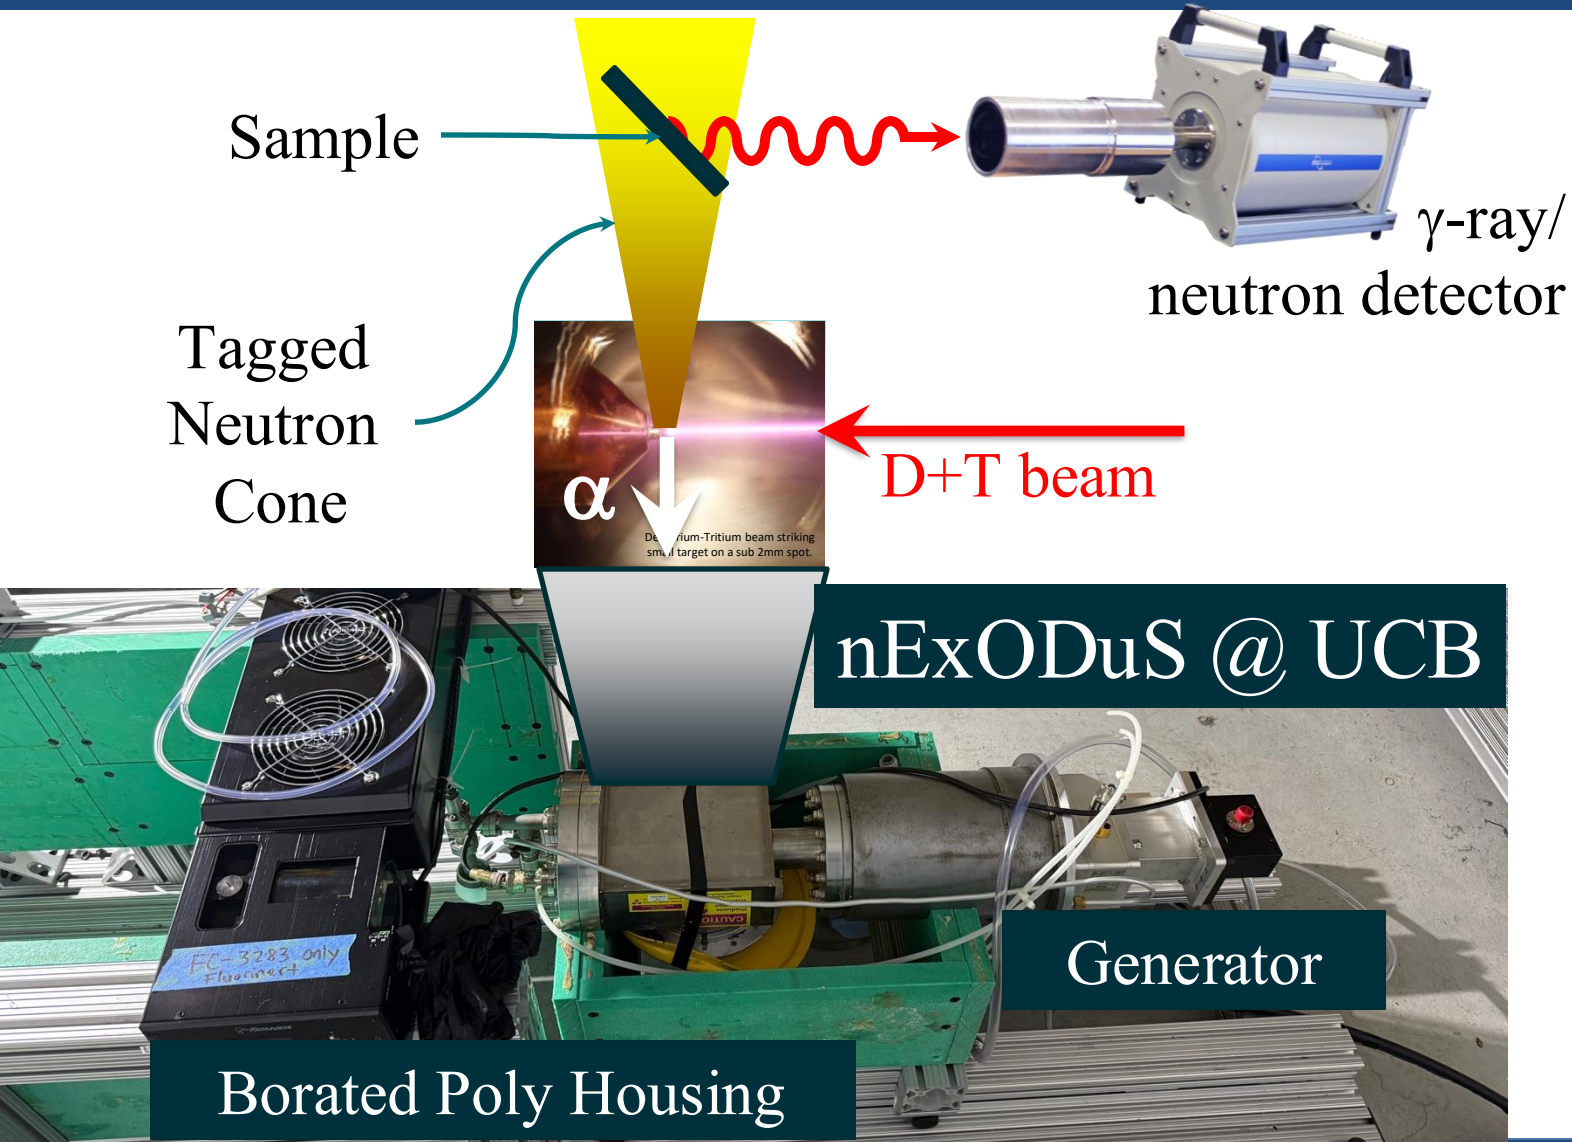 Sample
γ-ray/
neutron detector
Tagged
Neutron
Cone
D+T beam
α
rium-Tritium beam striking
target on a sub 2mm spot.
nExODuS @ UCB
CAUTION
FC-3283 only
Fluorinert
Generator
Borated Poly Housing